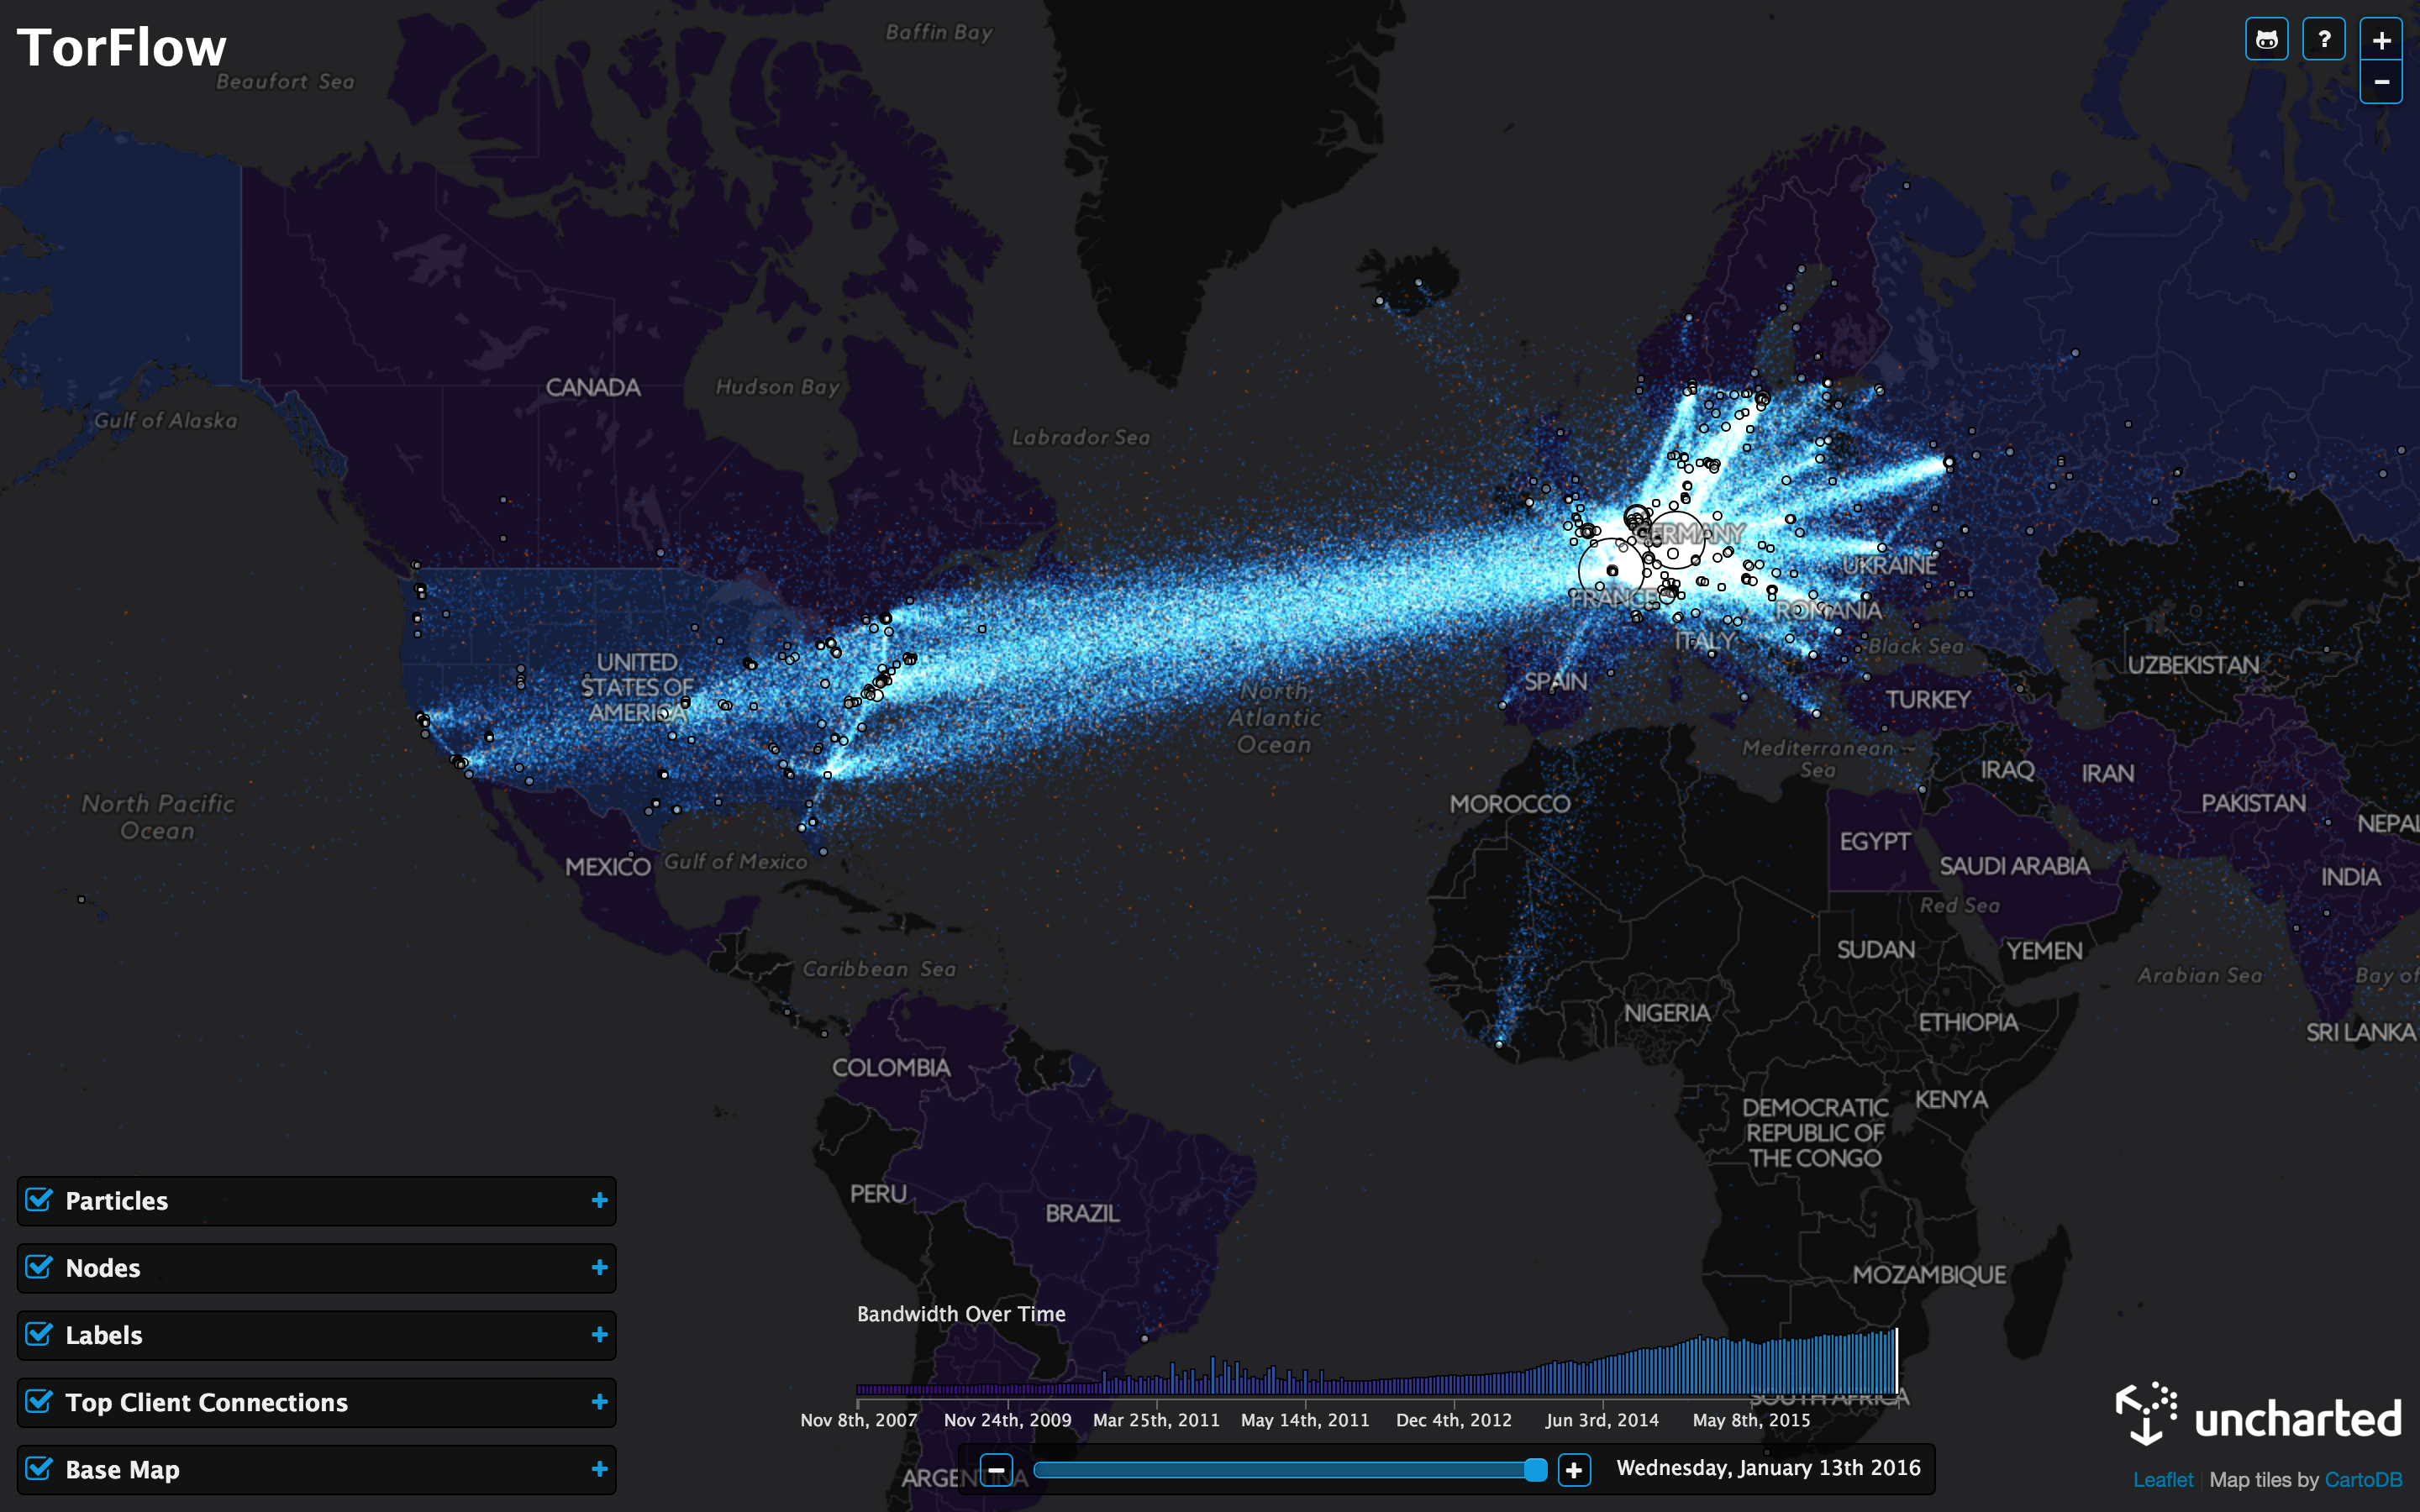 TorFlow
Baffin Bay
Beaufort Sea
?
+
−
CANADA
Hudson Bay
Gulf of Alaska
Labrador Sea
GERMANY
UKRAINE
FRANCE
ROMANIA
ITALY
Black Sea
UNITED
STATES OF
AMERICA
UZBEKISTAN
SPAIN
TURKEY
North
Atlantic
Ocean
Mediterranean
Sea
IRAQ
IRAN
North Pacific
Ocean
MOROCCO
PAKISTAN
NEPAL
EGYPT
MEXICO
Gulf of Mexico
SAUDI ARABIA
INDIA
Red Sea
SUDAN
YEMEN
Caribbean Sea
Arabian Sea
Bay of
NIGERIA
ETHIOPIA
SRI LANKA
COLOMBIA
KENYA
DEMOCRATIC
REPUBLIC OF
THE CONGO
PERU
BRAZIL
MOZAMBIQUE
SOUTH AFRICA
ARGENTINA
Particles +
Nodes +
Labels +
Top Client Connections +
Base Map +
Bandwidth Over Time
Nov 8th, 2007 Nov 24th, 2009 Mar 25th, 2011 May 14th, 2011 Dec 4th, 2012 Jun 3rd, 2014 May 8th, 2015
− + Wednesday, January 13th 2016
uncharted
Leaflet | Map tiles by CartoDB